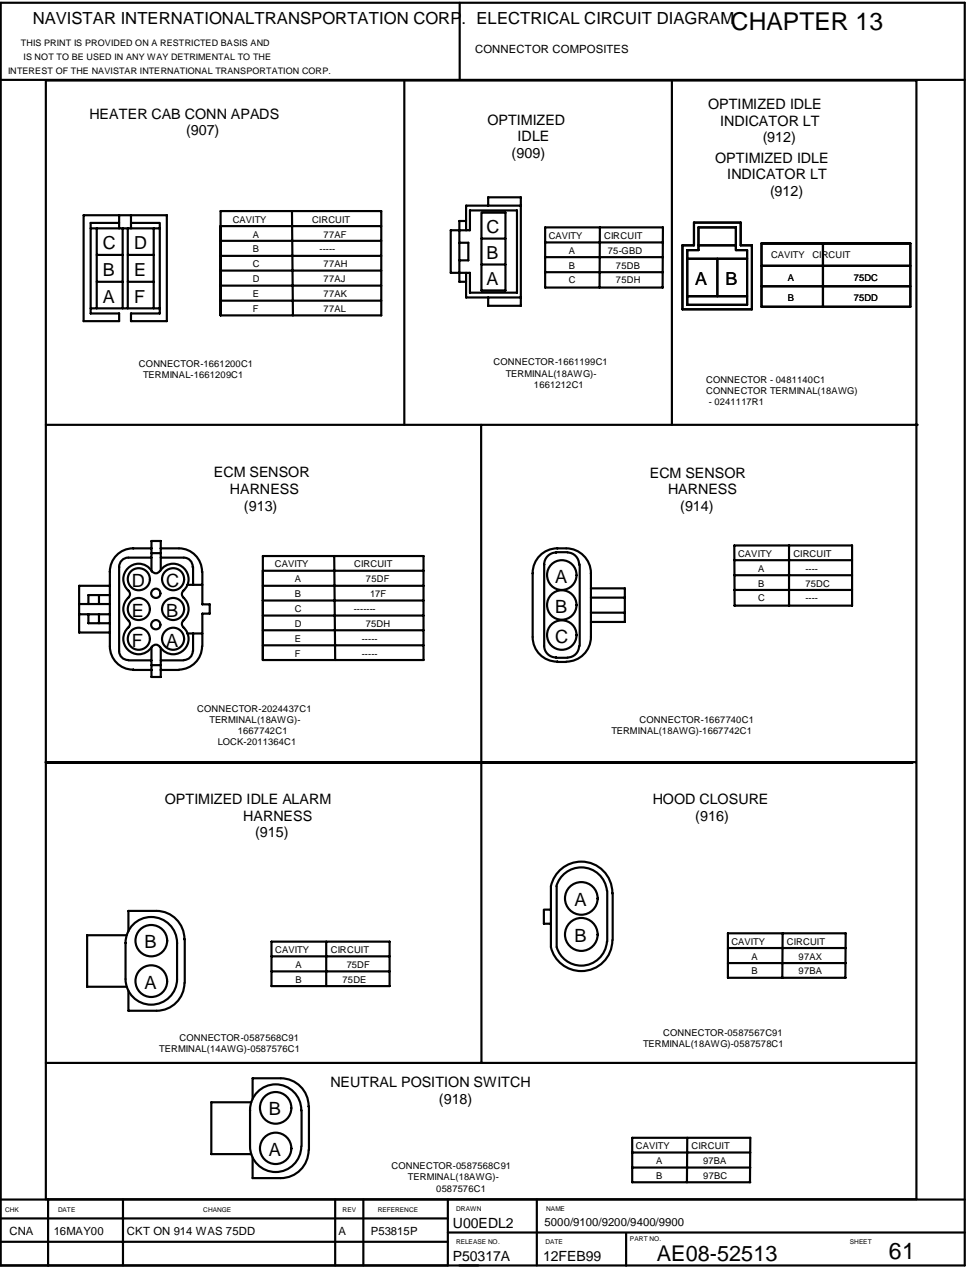 NAVISTAR INTERNATIONALTRANSPORTATION CORP.
THIS PRINT IS PROVIDED ON A RESTRICTED BASIS AND
IS NOT TO BE USED IN ANY WAY DETRIMENTAL TO THE
INTEREST OF THE NAVISTAR INTERNATIONAL TRANSPORTATION CORP.
ELECTRICAL CIRCUIT DIAGRAM
CHAPTER 13
CONNECTOR COMPOSITES
HEATER CAB CONN APADS
(907)
C D
B E
A F
CAVITY CIRCUIT
A 77AF
B -----
C 77AH
D 77AJ
E 77AK
F 77AL
CONNECTOR-1661200C1
TERMINAL-1661209C1
OPTIMIZED
IDLE
(909)
C
B
A
CAVITY CIRCUIT
A 75-GBD
B 75DB
C 75DH
CONNECTOR-1661199C1
TERMINAL(18AWG)-
1661212C1
OPTIMIZED IDLE
INDICATOR LT
(912)
OPTIMIZED IDLE
INDICATOR LT
(912)
A B
CAVITY CIRCUIT
A 75DC
B 75DD
CONNECTOR - 0481140C1
CONNECTOR TERMINAL(18AWG)
- 0241117R1
ECM SENSOR
HARNESS
(913)
D C
E B
F A
CAVITY CIRCUIT
A 75DF
B 17F
C -------
D 75DH
E -----
F -----
CONNECTOR-2024437C1
TERMINAL(18AWG)-
1667742C1
LOCK-2011364C1
ECM SENSOR
HARNESS
(914)
A
B
C
CAVITY CIRCUIT
A ----
B 75DC
C ----
CONNECTOR-1667740C1
TERMINAL(18AWG)-1667742C1
OPTIMIZED IDLE ALARM
HARNESS
(915)
B
A
CAVITY CIRCUIT
A 75DF
B 75DE
CONNECTOR-0587568C91
TERMINAL(14AWG)-0587576C1
HOOD CLOSURE
(916)
A
B
CAVITY CIRCUIT
A 97AX
B 97BA
CONNECTOR-0587567C91
TERMINAL(18AWG)-0587578C1
NEUTRAL POSITION SWITCH
(918)
B
A
CONNECTOR-0587568C91
TERMINAL(18AWG)-
0587576C1
CAVITY CIRCUIT
A 97BA
B 97BC
CHK DATE CHANGE REV REFERENCE
CNA 16MAY00 CKT ON 914 WAS 75DD A P53815P
DRAWN
U00EDL2
NAME
5000/9100/9200/9400/9900
RELEASE NO.
P50317A
DATE
12FEB99
PART NO.
AE08-52513
SHEET 61